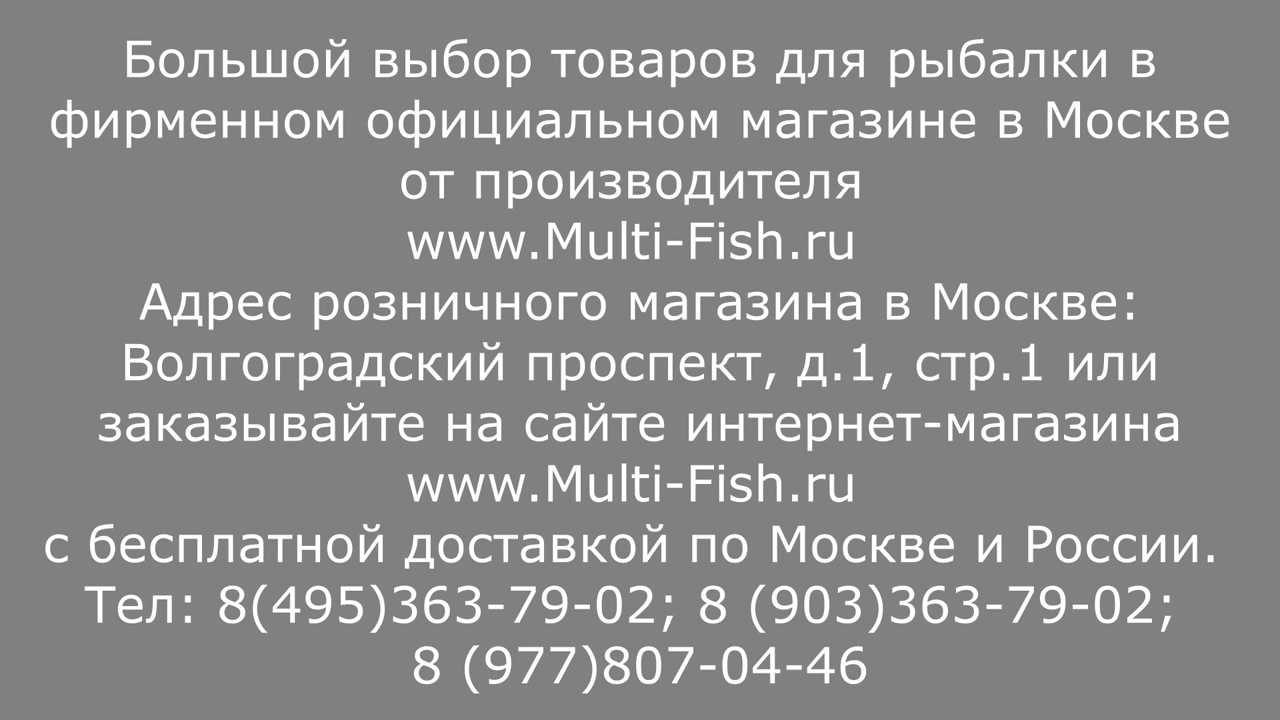 Большой выбор товаров для рыбалки в
фирменном официальном магазине в Москве
от производителя
www.Multi-Fish.ru
Адрес розничного магазина в Москве:
Волгоградский проспект, д.1, стр.1 или
заказывайте на сайте интернет-магазина
www.Multi-Fish.ru
с бесплатной доставкой по Москве и России.
Тел: 8(495)363-79-02; 8 (903)363-79-02;
8 (977)807-04-46